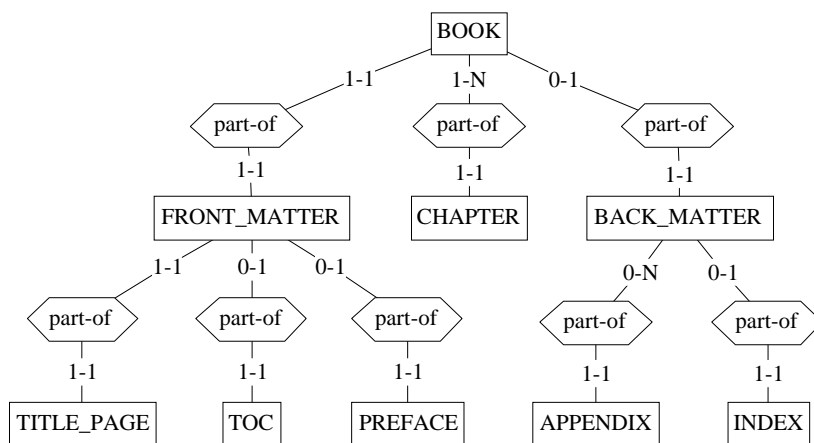 BOOK
1-1 1-N 0-1
part-of part-of part-of
1-1 1-1 1-1
FRONT_MATTER CHAPTER BACK_MATTER
1-1 0-1 0-1 0-N 0-1
part-of part-of part-of part-of part-of
1-1 1-1 1-1 1-1 1-1
TITLE_PAGE TOC PREFACE APPENDIX INDEX